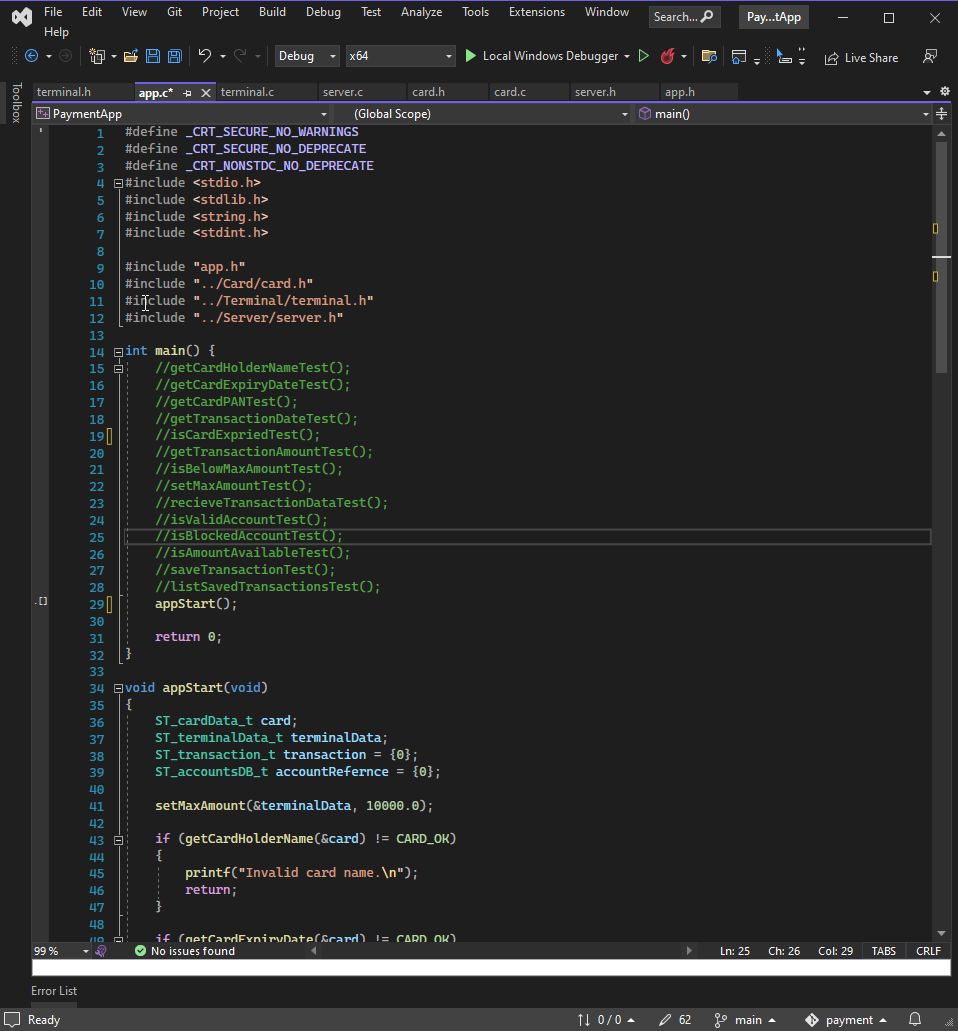 File Edit View Git Project Build Debug Test Analyze Tools Extensions Window Search... Pay...tApp
Help
Debug x64 Local Windows Debugger Live Share
Toolbox
terminal.h app.c* terminal.c server.c card.h card.c server.h app.h
PaymentApp (Global Scope) main()
1 #define _CRT_SECURE_NO_WARNINGS
2 #define _CRT_SECURE_NO_DEPRECATE
3 #define _CRT_NONSTDC_NO_DEPRECATE
4 #include <stdio.h>
5 #include <stdlib.h>
6 #include <string.h>
7 #include <stdint.h>
8
9 #include "app.h"
10 #include "../Card/card.h"
11 #include "../Terminal/terminal.h"
12 #include "../Server/server.h"
13
14 int main() {
15 //getCardHolderNameTest();
16 //getCardExpiryDateTest();
17 //getCardPANTest();
18 //getTransactionDateTest();
19 //isCardExpriedTest();
20 //getTransactionAmountTest();
21 //isBelowMaxAmountTest();
22 //setMaxAmountTest();
23 //recieveTransactionDataTest();
24 //isValidAccountTest();
25 //isBlockedAccountTest();
26 //isAmountAvailableTest();
27 //saveTransactionTest();
28 //listSavedTransactionsTest();
29 appStart();
30
31 return 0;
32 }
33
34 void appStart(void)
35 {
36 ST_cardData_t card;
37 ST_terminalData_t terminalData;
38 ST_transaction_t transaction = {0};
39 ST_accountsDB_t accountRefernce = {0};
40
41 setMaxAmount(&terminalData, 10000.0);
42
43 if (getCardHolderName(&card) != CARD_OK)
44 {
45 printf("Invalid card name.\n");
46 return;
47 }
48
49 if (getCardExpiryDate(&card) != CARD_OK)
99 % No issues found Ln: 25 Ch: 26 Col: 29 TABS CRLF
Error List
Ready 0 / 0 62 main payment